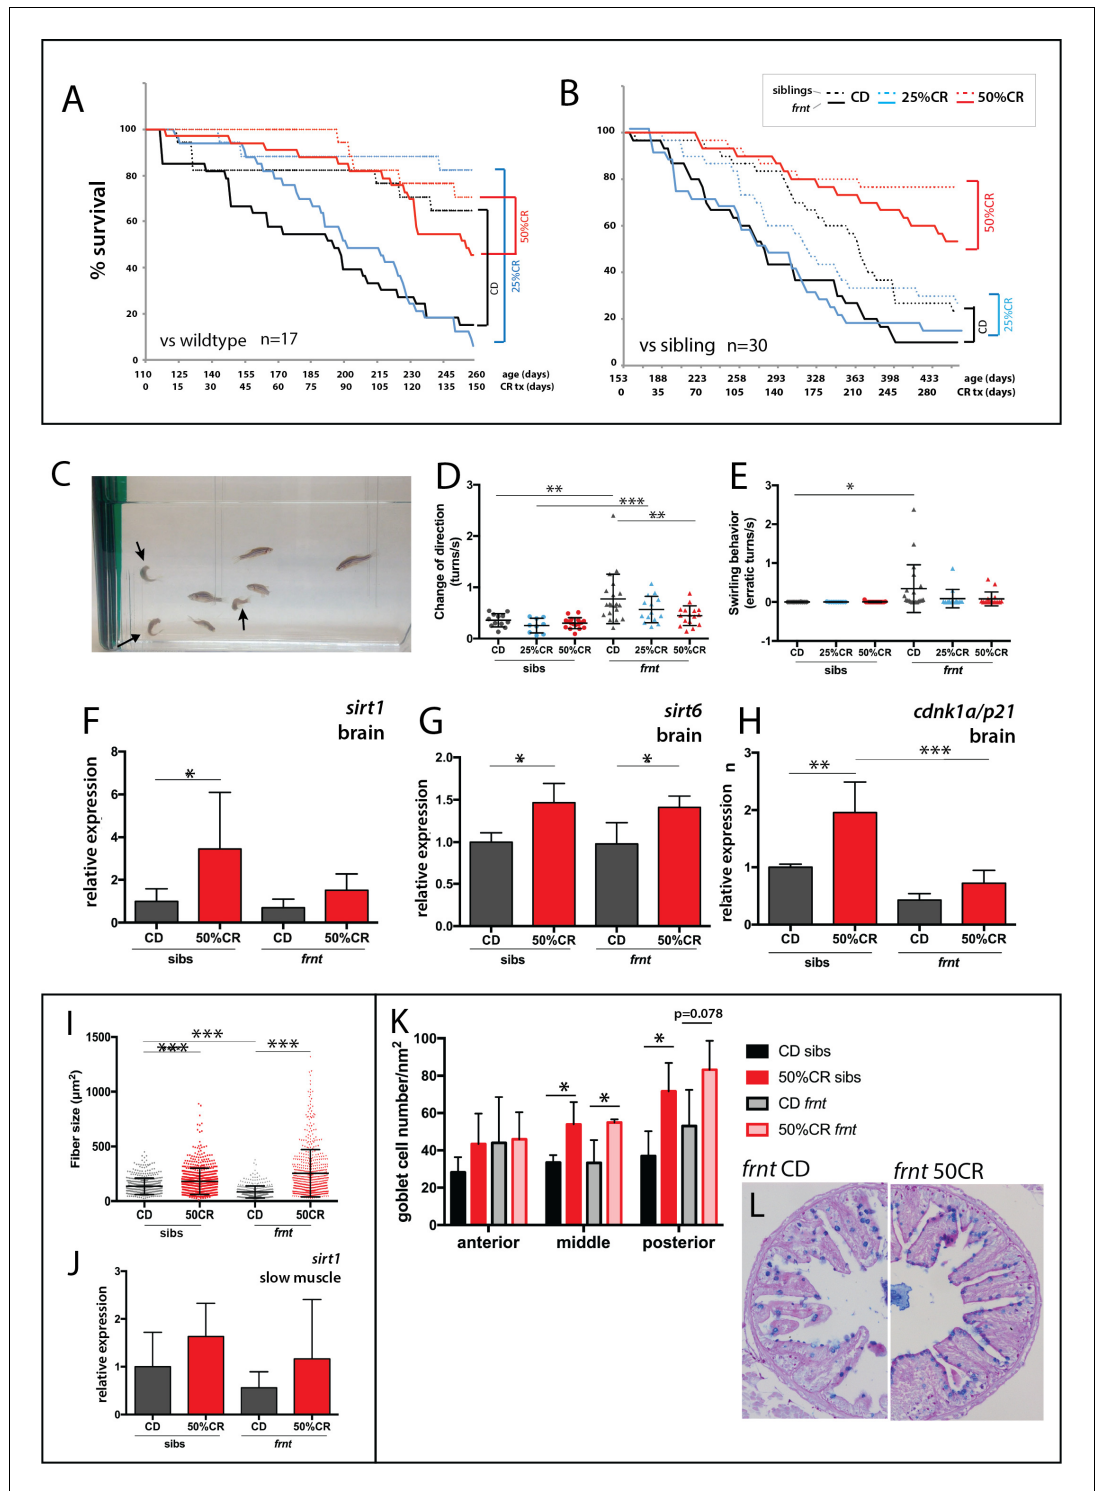 A
B
siblings
frnt
CD
25%CR
50%CR
% survival
100
80
60
40
20
0
50%CR
CD
25%CR
vs wildtype n=17
110 125 140 155 170 185 200 215 230 245 260 age (days)
0 15 30 45 60 75 90 105 120 135 150 CR tx (days)
100
80
60
40
20
0
50%CR
CD
25%CR
vs sibling n=30
153 188 223 258 293 328 363 398 433 age (days)
0 35 70 105 140 175 210 245 280 CR tx (days)
C
D
Change of direction
(turns/s)
3
2
1
0
** *** **
CD 25%CR 50%CR CD 25%CR 50%CR
sibs frnt
E
Swirling behavior
(erratic turns/s)
3
2
1
0
-1
*
CD 25%CR 50%CR CD 25%CR 50%CR
sibs frnt
F
sirt1
brain
relative expression
8
6
4
2
0
*
CD 50%CR CD 50%CR
sibs frnt
G
sirt6
brain
relative expression
2.0
1.5
1.0
0.5
0.0
* *
CD 50%CR CD 50%CR
sibs frnt
H
cdnk1a/p21
brain
relative expression n
3
2
1
0
** ***
CD 50%CR CD 50%CR
sibs frnt
I
Fiber size (µm²)
1500
1000
500
0
***
*** ***
CD 50CR CD 50CR
sibs frnt
J
sirt1
slow muscle
relative expression
3
2
1
0
CD 50%CR CD 50%CR
sibs frnt
K
goblet cell number/nm²
100
80
60
40
20
0
p=0.078
*
* *
anterior middle posterior
CD sibs
50%CR sibs
CD frnt
50%CR frnt
frnt CD
frnt 50CR
L